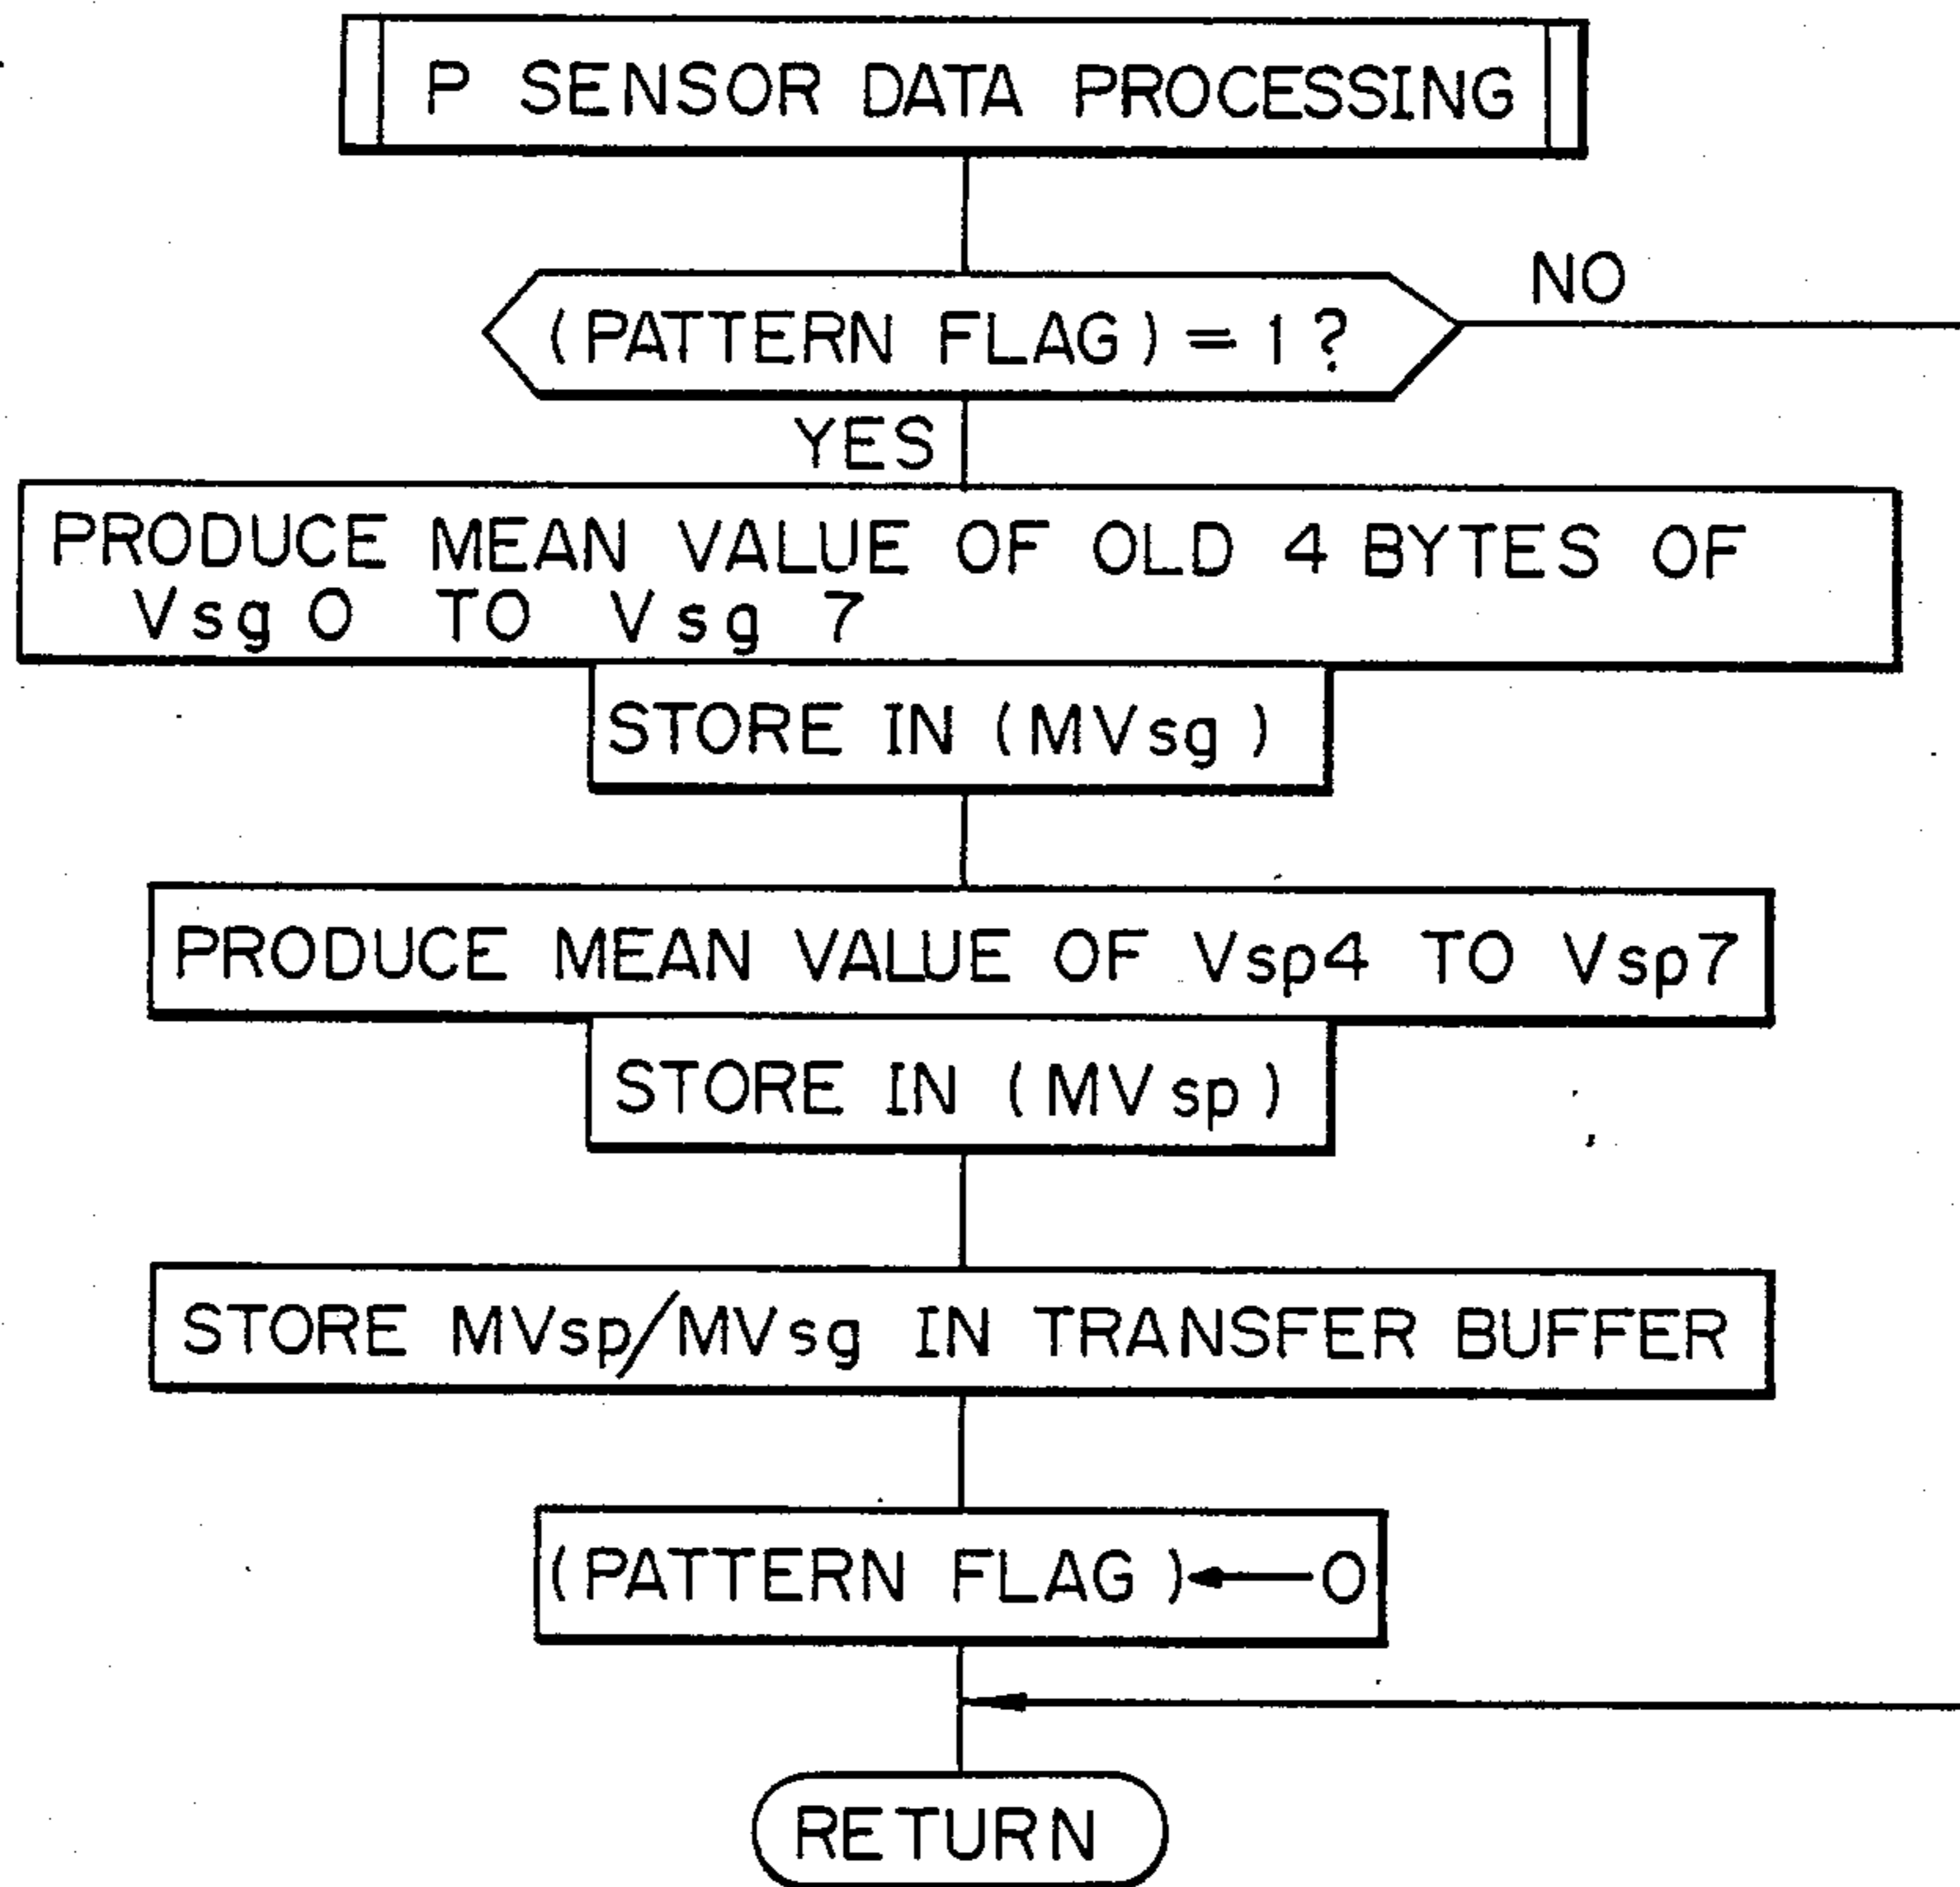 P SENSOR DATA PROCESSING
(PATTERN FLAG) = 1 ?
NO
YES
PRODUCE MEAN VALUE OF OLD 4 BYTES OF
Vsg 0 TO Vsg 7
STORE IN (MVsg)
PRODUCE MEAN VALUE OF Vsp4 TO Vsp7
STORE IN (MVsp)
STORE MVsp/MVsg IN TRANSFER BUFFER
(PATTERN FLAG) ← 0
RETURN